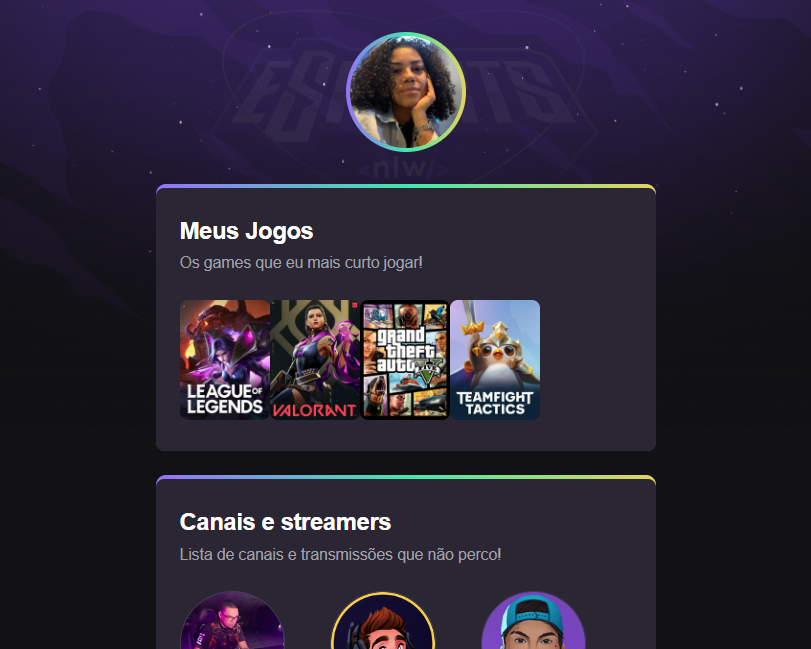 ESPORTS
<nlw/>
Meus Jogos
Os games que eu mais curto jogar!
LEAGUE OF
LEGENDS
VALORANT
grand
theft
auto
FIVE
TEAMFIGHT
TACTICS
Canais e streamers
Lista de canais e transmissões que não perco!